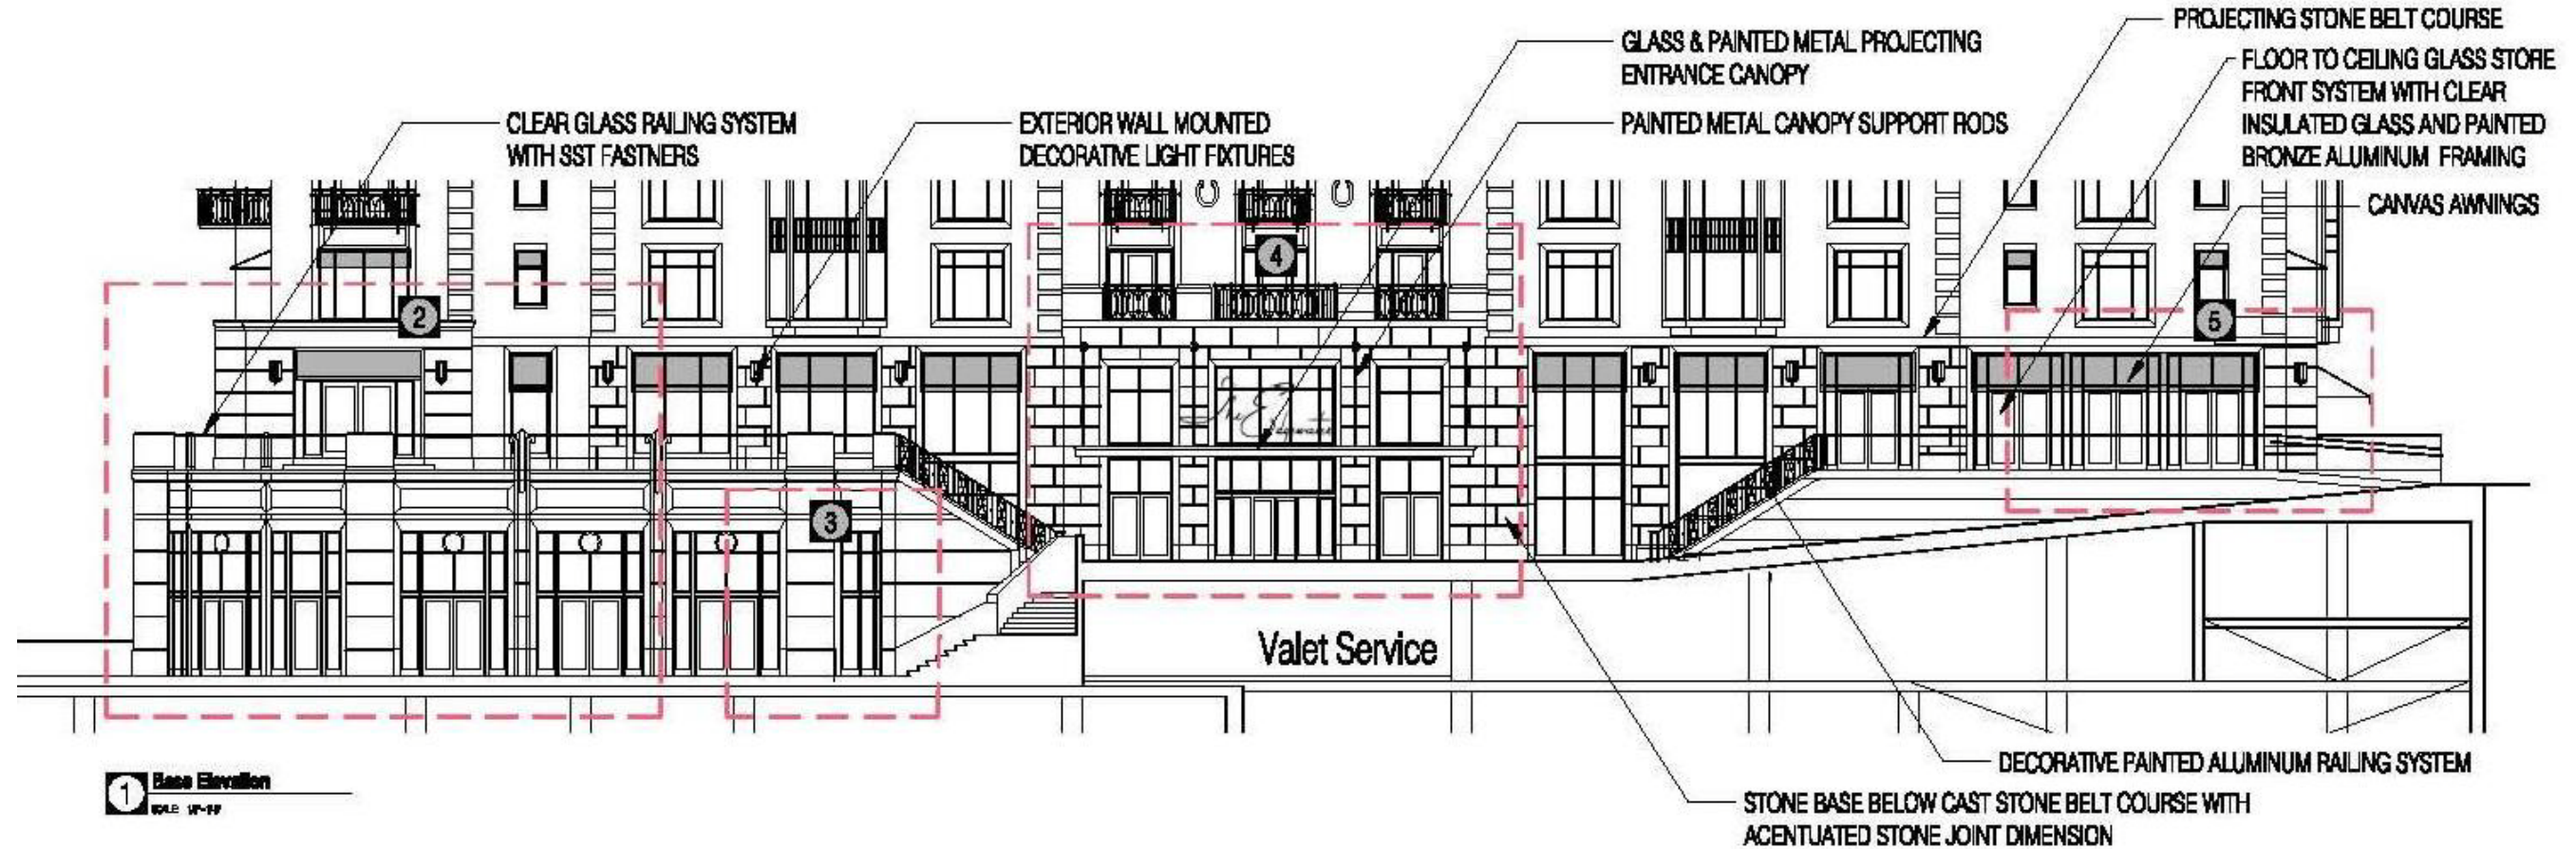 PROJECTING STONE BELT COURSE
GLASS & PAINTED METAL PROJECTING
ENTRANCE CANOPY
FLOOR TO CEILING GLASS STORE
FRONT SYSTEM WITH CLEAR
INSULATED GLASS AND PAINTED
BRONZE ALUMINUM FRAMING
CLEAR GLASS RAILING SYSTEM
WITH SST FASTNERS
EXTERIOR WALL MOUNTED
DECORATIVE LIGHT FIXTURES
PAINTED METAL CANOPY SUPPORT RODS
CANVAS AWNINGS
4
2
5
The
3
Valet Service
DECORATIVE PAINTED ALUMINUM RAILING SYSTEM
1 Base Elevation
SCALE
STONE BASE BELOW CAST STONE BELT COURSE WITH
ACENTUATED STONE JOINT DIMENSION